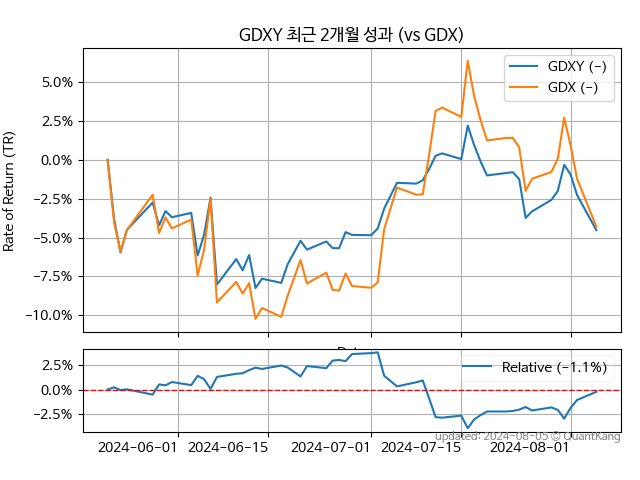 GDXY 최근 2개월 성과 (vs GDX)
Rate of Return (TR)
5.0%
2.5%
0.0%
−2.5%
−5.0%
−7.5%
−10.0%
GDXY (-)
GDX (-)
2.5%
0.0%
−2.5%
Relative (-1.1%)
updated: 2024-08-05 © QuantKang
2024-06-01
2024-06-15
2024-07-01
2024-07-15
2024-08-01